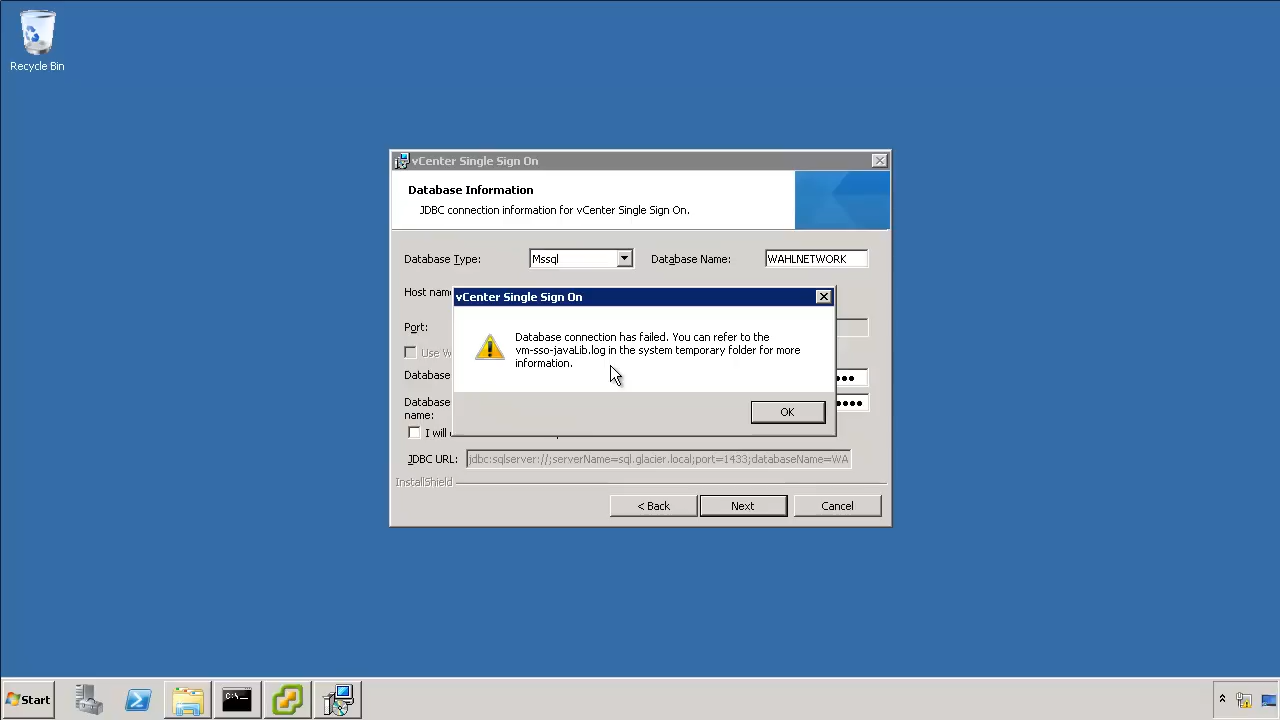 Recycle Bin
vCenter Single Sign On
Database Information
JDBC connection information for vCenter Single Sign On.
Database Type:
Mssql
Database Name:
WAHLNETWORK
Host nam
vCenter Single Sign On
Database connection has failed. You can refer to the
vm-sso-javaLib.log in the system temporary folder for more
information.
OK
Port:
Use W
Database
Database
name:
I will
JDBC URL:
jdbc:sqlserver://;serverName=sql.glacier.local;port=1433;databaseName=WA
InstallShield
< Back
Next
Cancel
Start